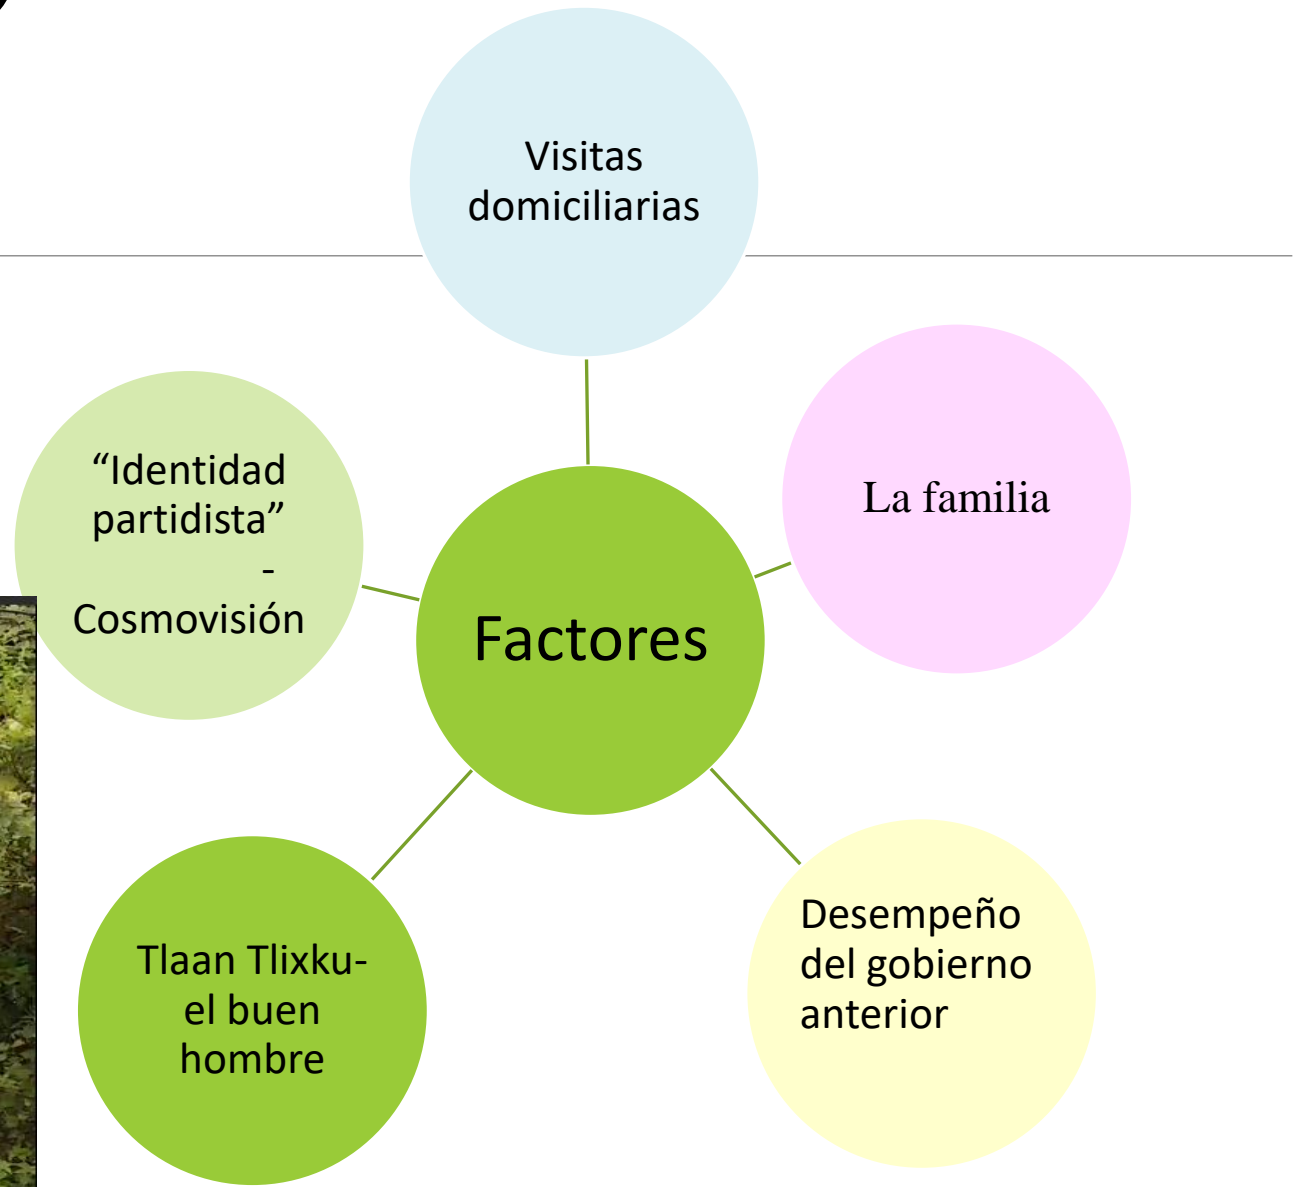 Visitas
domiciliarias
“Identidad
partidista”
-
Cosmovisión
La familia
Factores
Tlaan Tlixku-
el buen
hombre
Desempeño
del gobierno
anterior